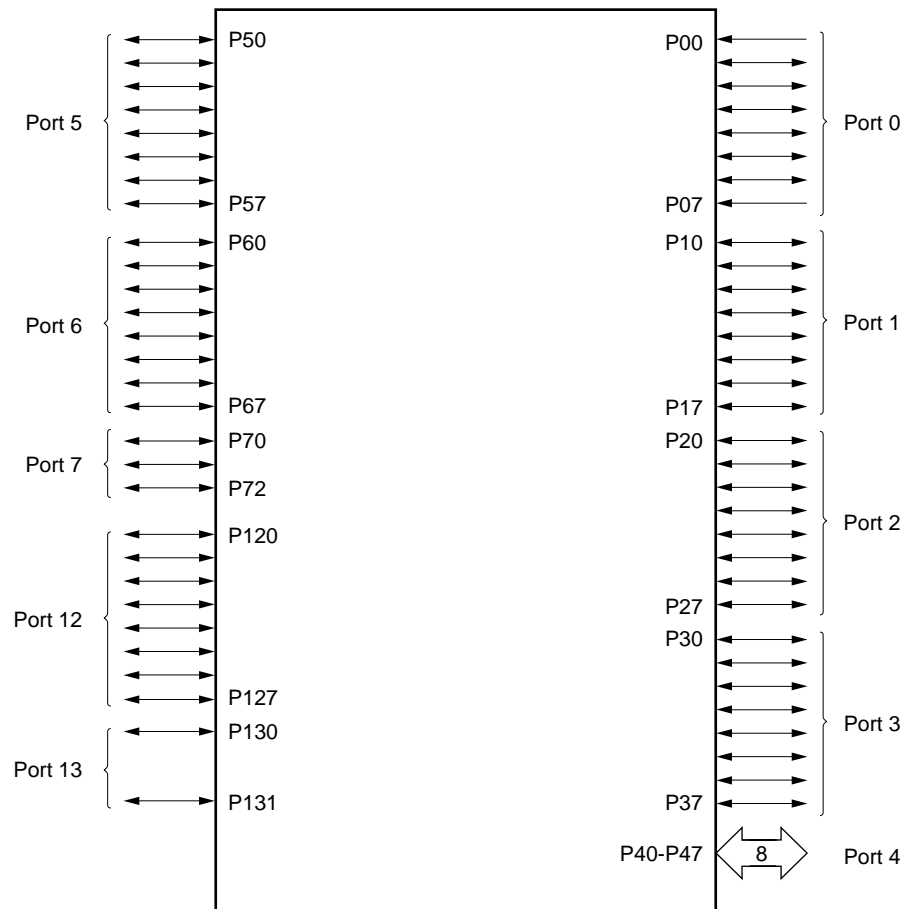 P50
Port 5
P57
P60
Port 6
P67
P70
Port 7
P72
P120
Port 12
P127
P130
Port 13
P131
P00
Port 0
P07
P10
Port 1
P17
P20
Port 2
P27
P30
Port 3
P37
P40-P47
8
Port 4